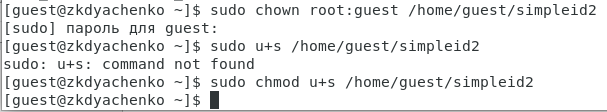 [guest@zkdyachenko ~]$ sudo chown root:guest /home/guest/simpleid2
[sudo] пароль для guest:
[guest@zkdyachenko ~]$ sudo u+s /home/guest/simpleid2
sudo: u+s: command not found
[guest@zkdyachenko ~]$ sudo chmod u+s /home/guest/simpleid2
[guest@zkdyachenko ~]$